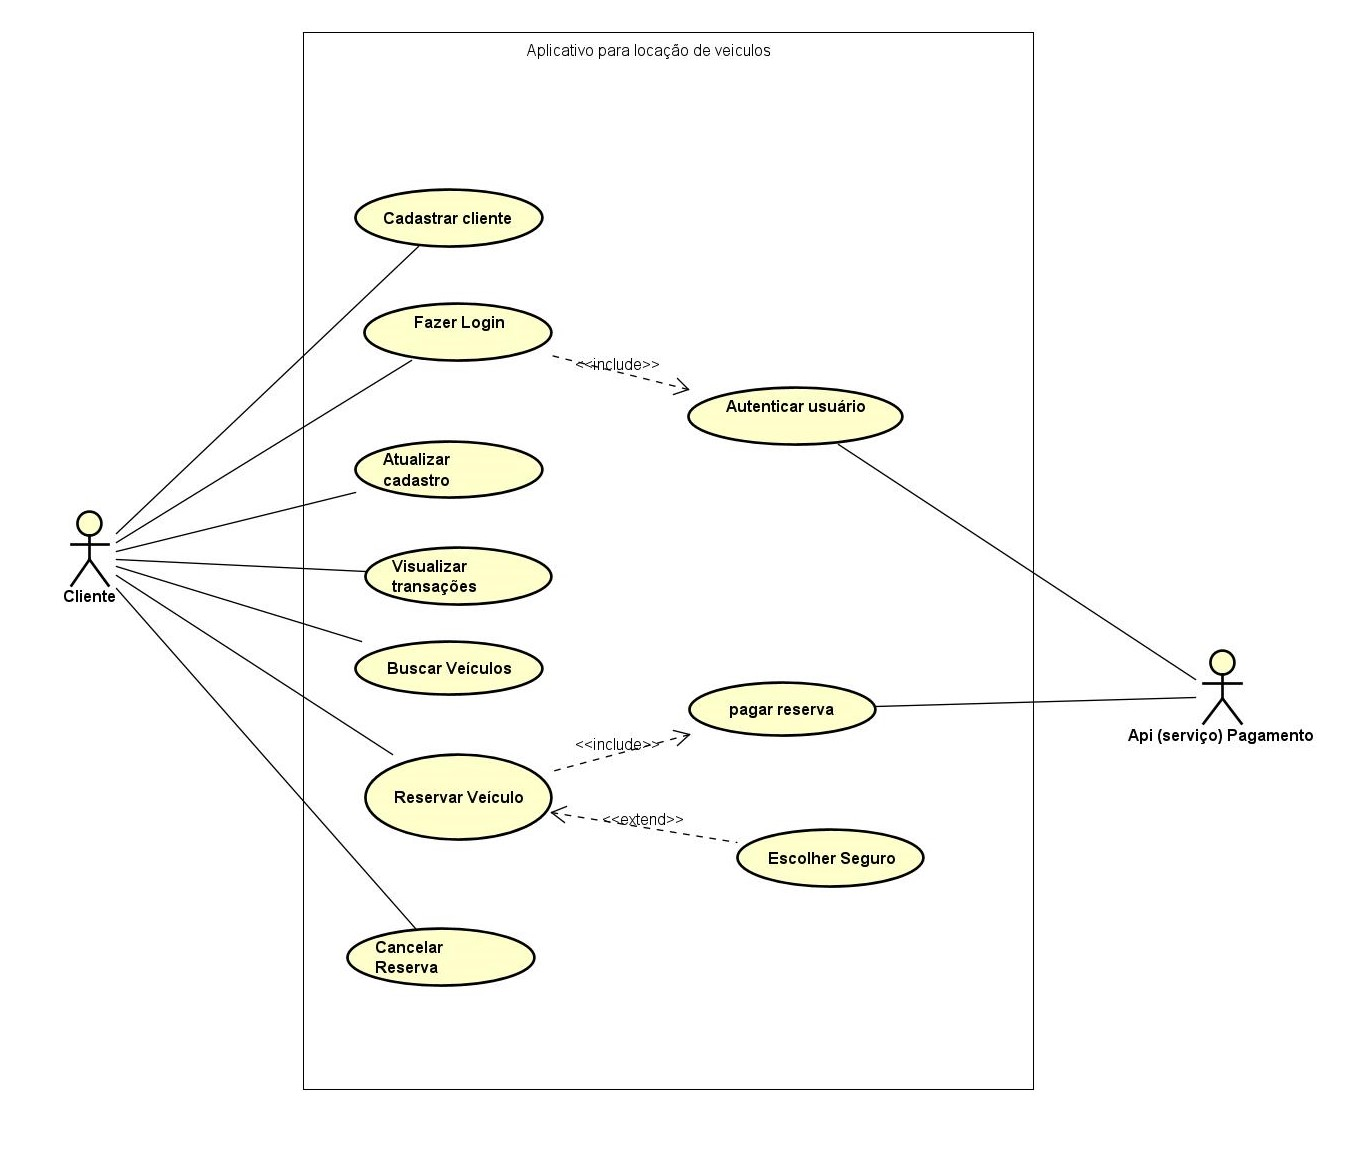 Aplicativo para locação de veiculos
Cadastrar cliente
Fazer Login
<<include>>
Autenticar usuário
Atualizar
cadastro
Visualizar
transações
Cliente
Buscar Veículos
pagar reserva
Api (serviço) Pagamento
<<include>>
Reservar Veículo
<<extend>>
Escolher Seguro
Cancelar
Reserva